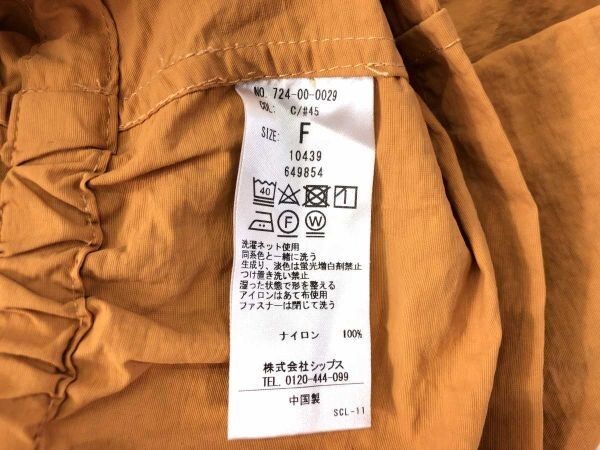 NO. 724-00-0029
COL: C/#45
SIZE: F
10439
649854
40
F W
洗濯ネット使用
同系色と一緒に洗う
生成り、淡色は蛍光増白剤禁止
つけ置き洗い禁止
湿った状態で形を整える
アイロンはあて布使用
ファスナーは閉じて洗う
ナイロン 100%
株式会社シップス
TEL. 0120-444-099
中国製
SCL-11